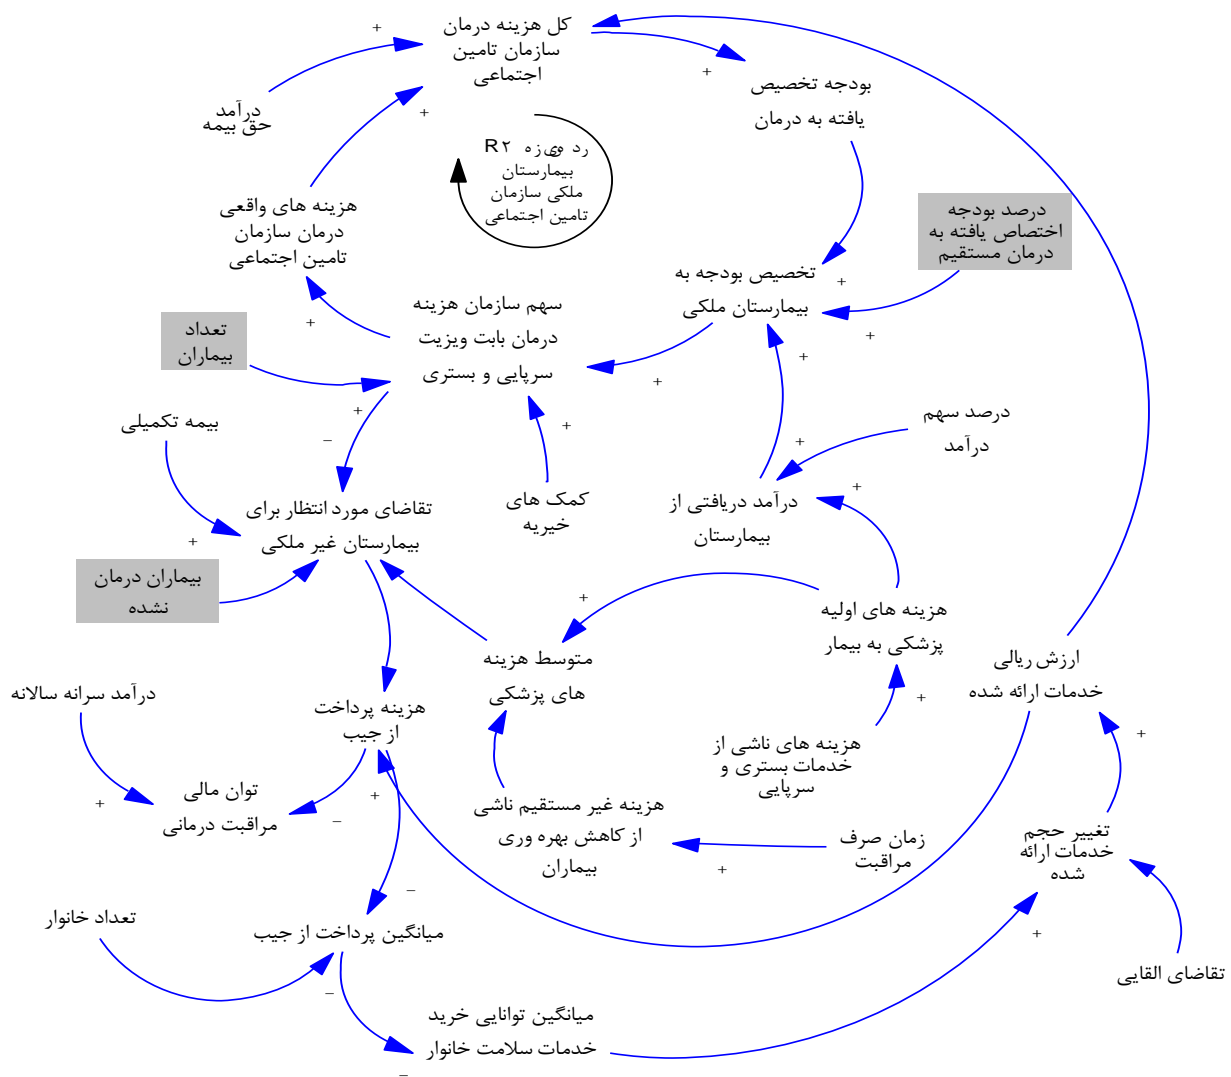 کل هزینه درمان
سازمان تامین
اجتماعی
+
+
بودجه تخصیص
یافته به درمان
درآمد
حق بیمه
+
رد ویژه R۲
بیمارستان
ملکی سازمان
تامین اجتماعی
هزینه های واقعی
درمان سازمان
تامین اجتماعی
درصد بودجه
اختصاص یافته به
درمان مستقیم
تخصیص بودجه به
بیمارستان ملکی
+
+
+
سهم سازمان هزینه
درمان بابت ویزیت
سرپایی و بستری
+
+
تعداد
بیماران
+
–
بیمه تکمیلی
+
درصد سهم
درآمد
+
کمک های
خیریه
درآمد دریافتی از
بیمارستان
+
تقاضای مورد انتظار برای
بیمارستان غیر ملکی
+
بیماران درمان
نشده
+
هزینه های اولیه
پزشکی به بیمار
متوسط هزینه
های پزشکی
ارزش ریالی
خدمات ارائه شده
درآمد سرانه سالانه
هزینه پرداخت
از جیب
+
+
هزینه های ناشی از
خدمات بستری و
سرپایی
توان مالی
مراقبت درمانی
+
+
–
هزینه غیر مستقیم ناشی
از کاهش بهره وری
بیماران
زمان صرف
مراقبت
+
تغییر حجم
خدمات ارائه
شده
–
تعداد خانوار
میانگین پرداخت از جیب
+
تقاضای القایی
–
میانگین توانایی خرید
خدمات سلامت خانوار
–